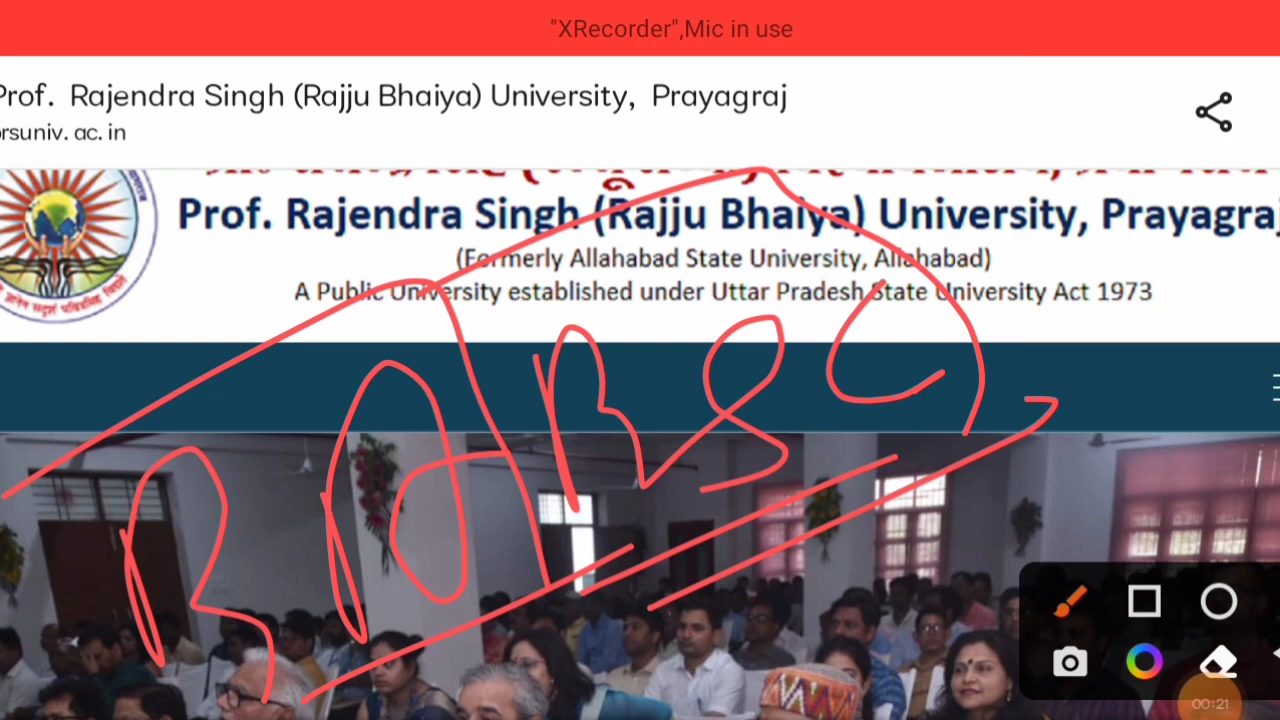 "XRecorder",Mic in use
Prof. Rajendra Singh (Rajju Bhaiya) University, Prayagraj
rsuniv. ac. in
Prof. Rajendra Singh (Rajju Bhaiya) University, Prayagraj
(Formerly Allahabad State University, Allahabad)
A Public University established under Uttar Pradesh State University Act 1973
00:21